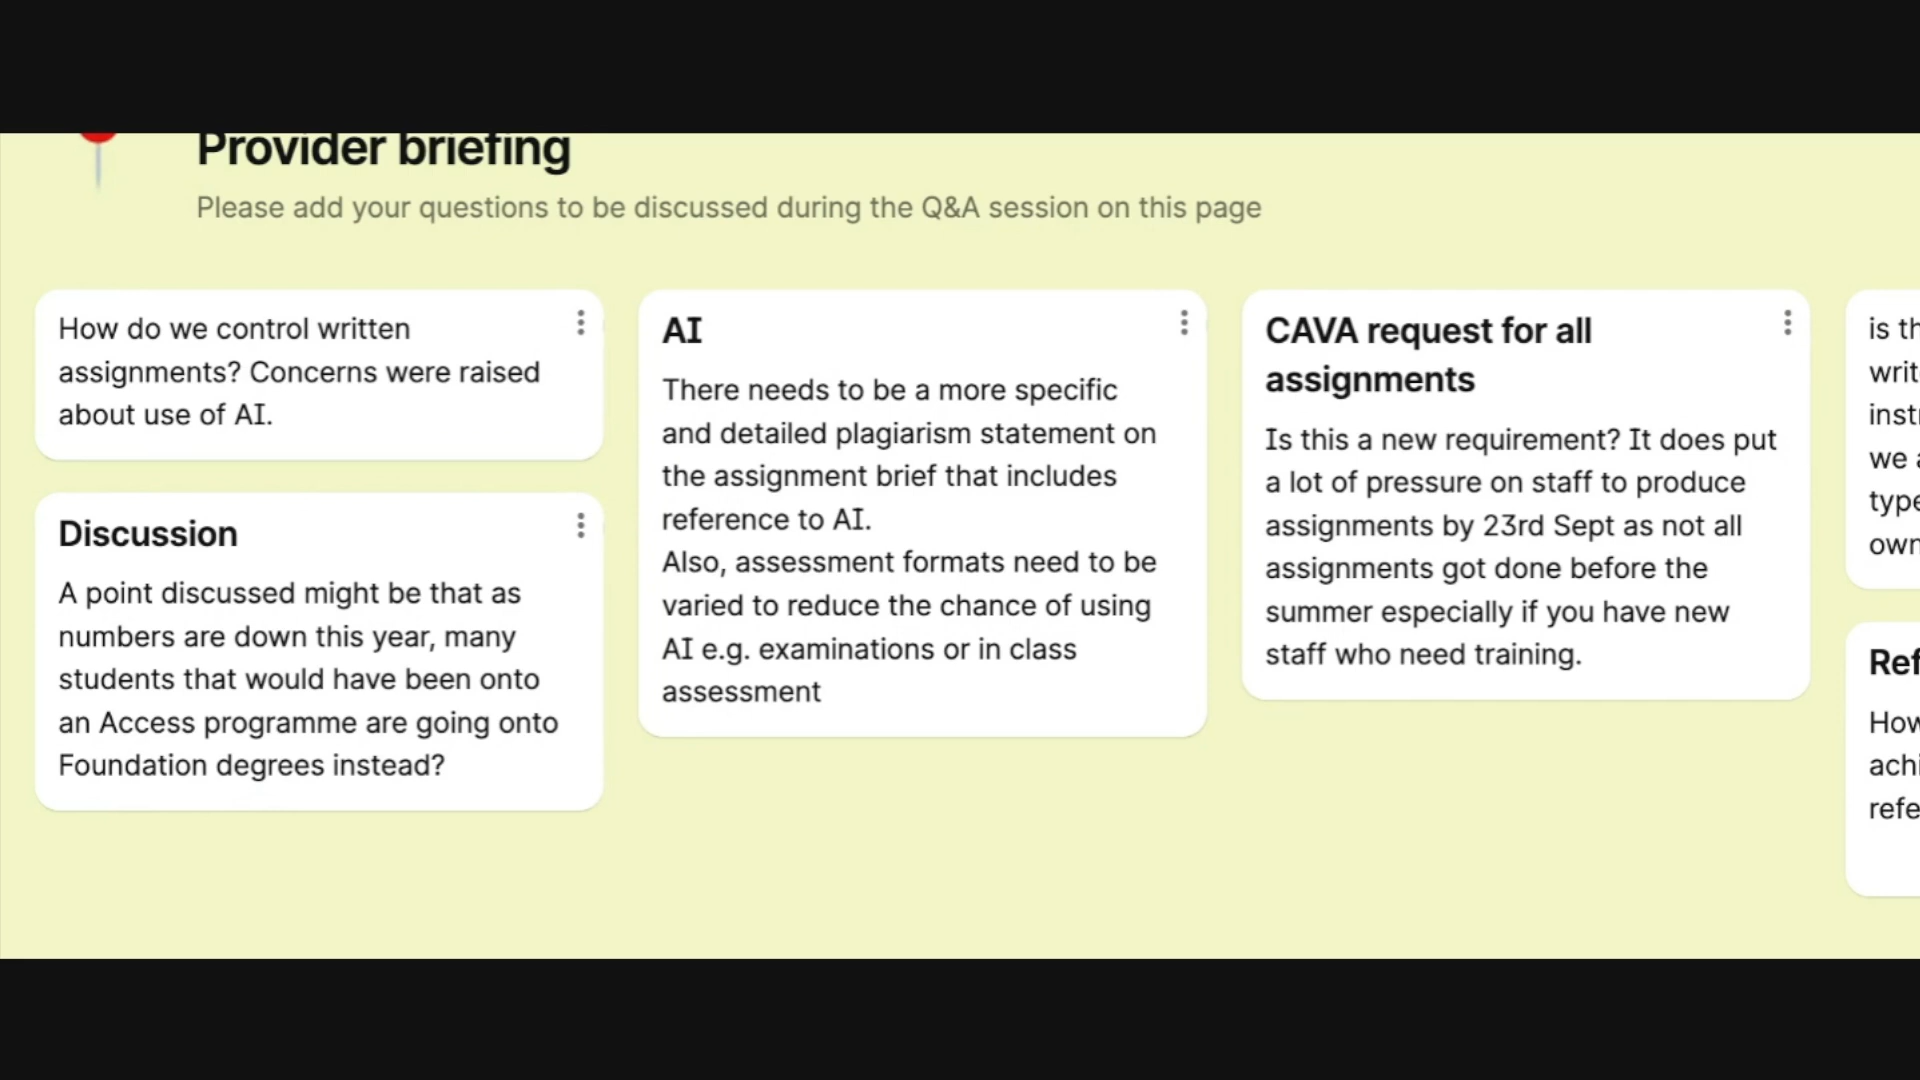 Provider briefing
Please add your questions to be discussed during the Q&A session on this page
How do we control written
assignments? Concerns were raised
about use of AI.
Discussion
A point discussed might be that as
numbers are down this year, many
students that would have been onto
an Access programme are going onto
Foundation degrees instead?
AI
There needs to be a more specific
and detailed plagiarism statement on
the assignment brief that includes
reference to AI.
Also, assessment formats need to be
varied to reduce the chance of using
AI e.g. examinations or in class
assessment
CAVA request for all
assignments
Is this a new requirement? It does put
a lot of pressure on staff to produce
assignments by 23rd Sept as not all
assignments got done before the
summer especially if you have new
staff who need training.
is
we